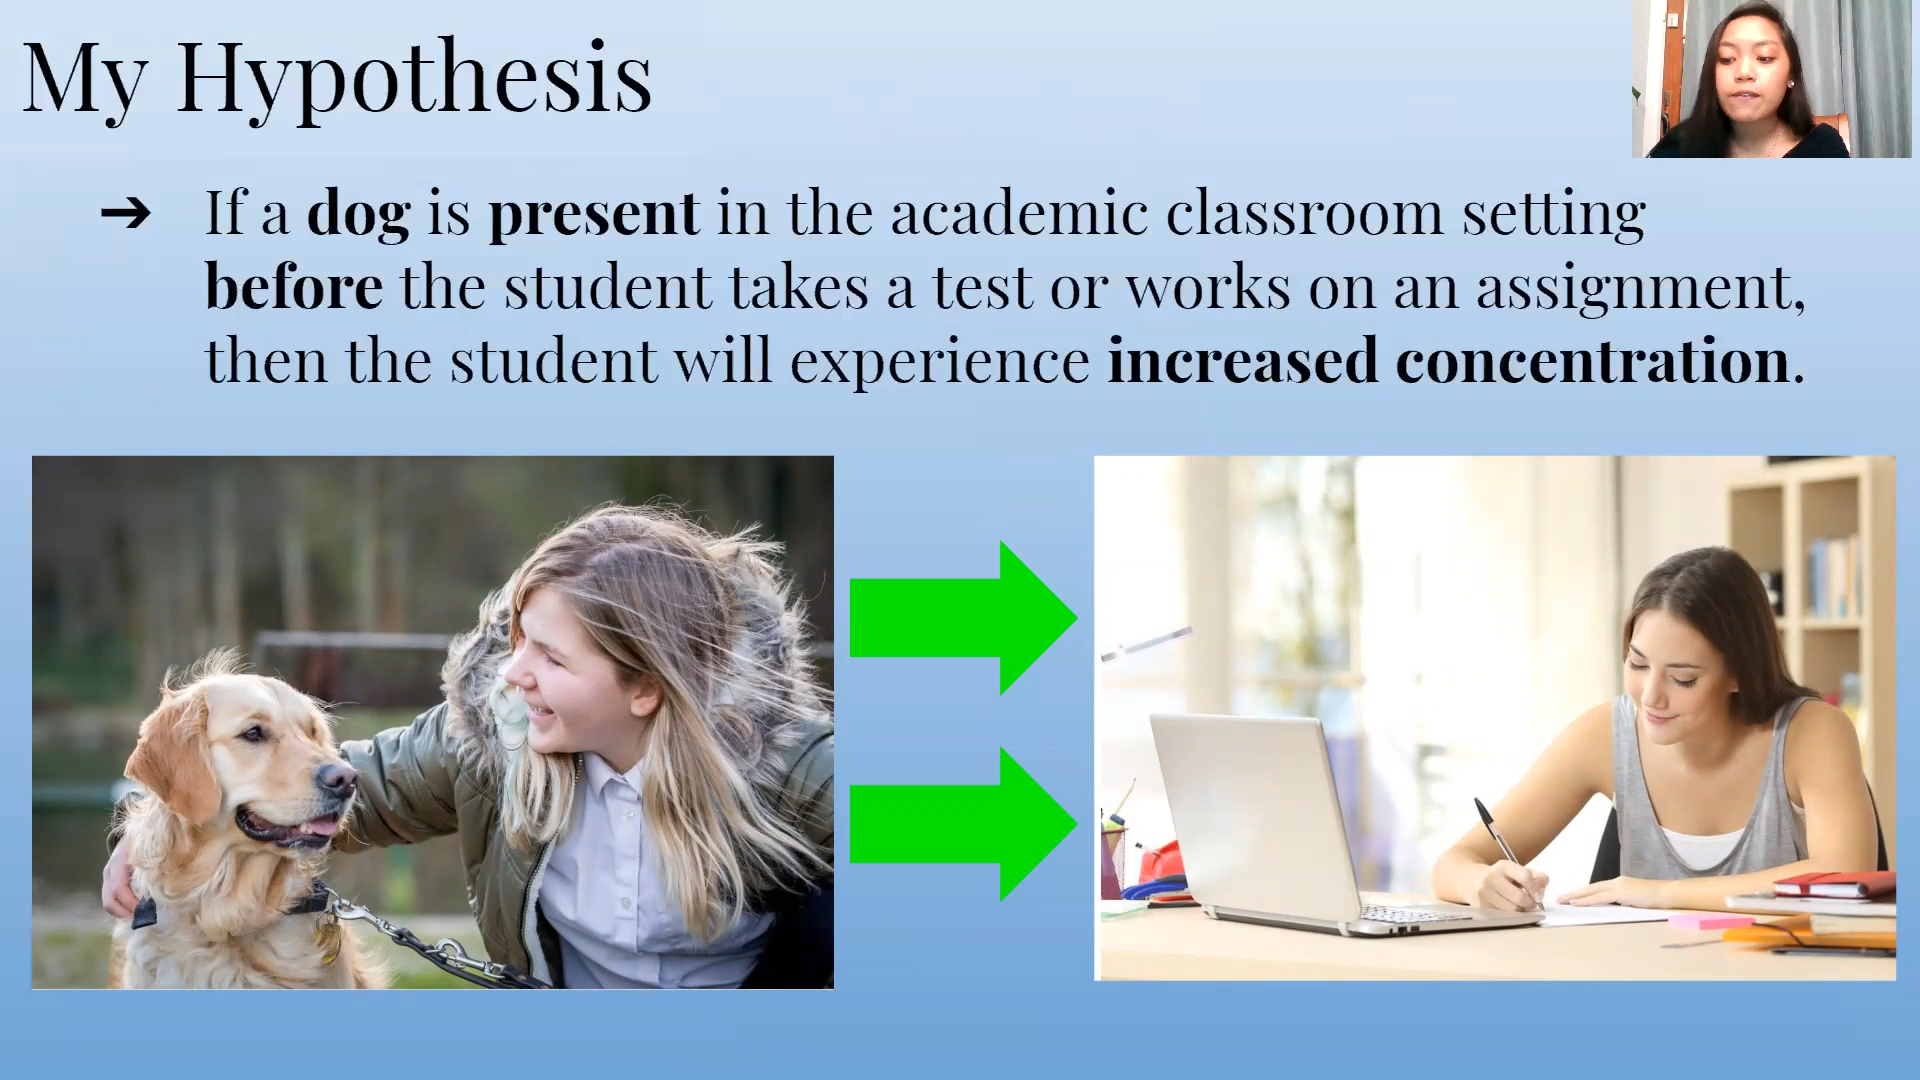 My Hypothesis
➔ If a dog is present in the academic classroom setting
before the student takes a test or works on an assignment,
then the student will experience increased concentration.